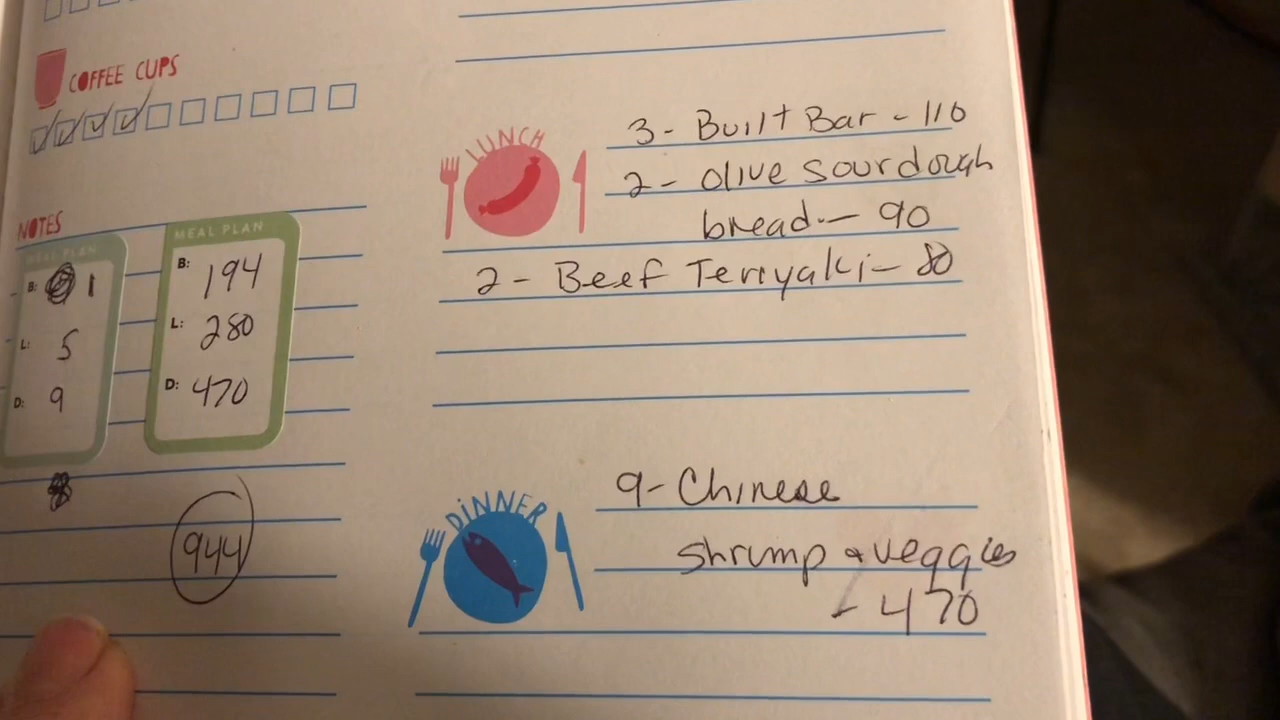 COFFEE CUPS
NOTES
MEAL PLAN
B: 1
L: 5
D: 9
MEAL PLAN
B: 194
L: 280
D: 470
944
LUNCH
3 - Built Bar - 110
2 - olive sourdough
bread - 90
2 - Beef Teriyaki - 80
DINNER
9 - Chinese
shrimp & veggies
- 470